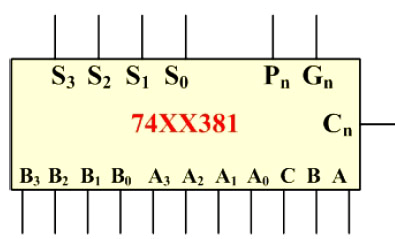 S₃ S₂ S₁ S₀ Pₙ Gₙ
74XX381 Cₙ
B₃ B₂ B₁ B₀ A₃ A₂ A₁ A₀ C B A